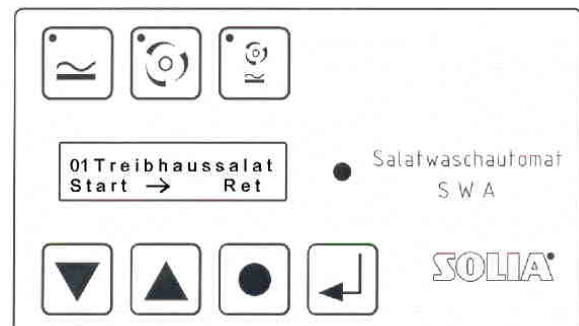 01Treibhaussalat
Start → Ret
Salatwaschautomat
SWA
SOLIA